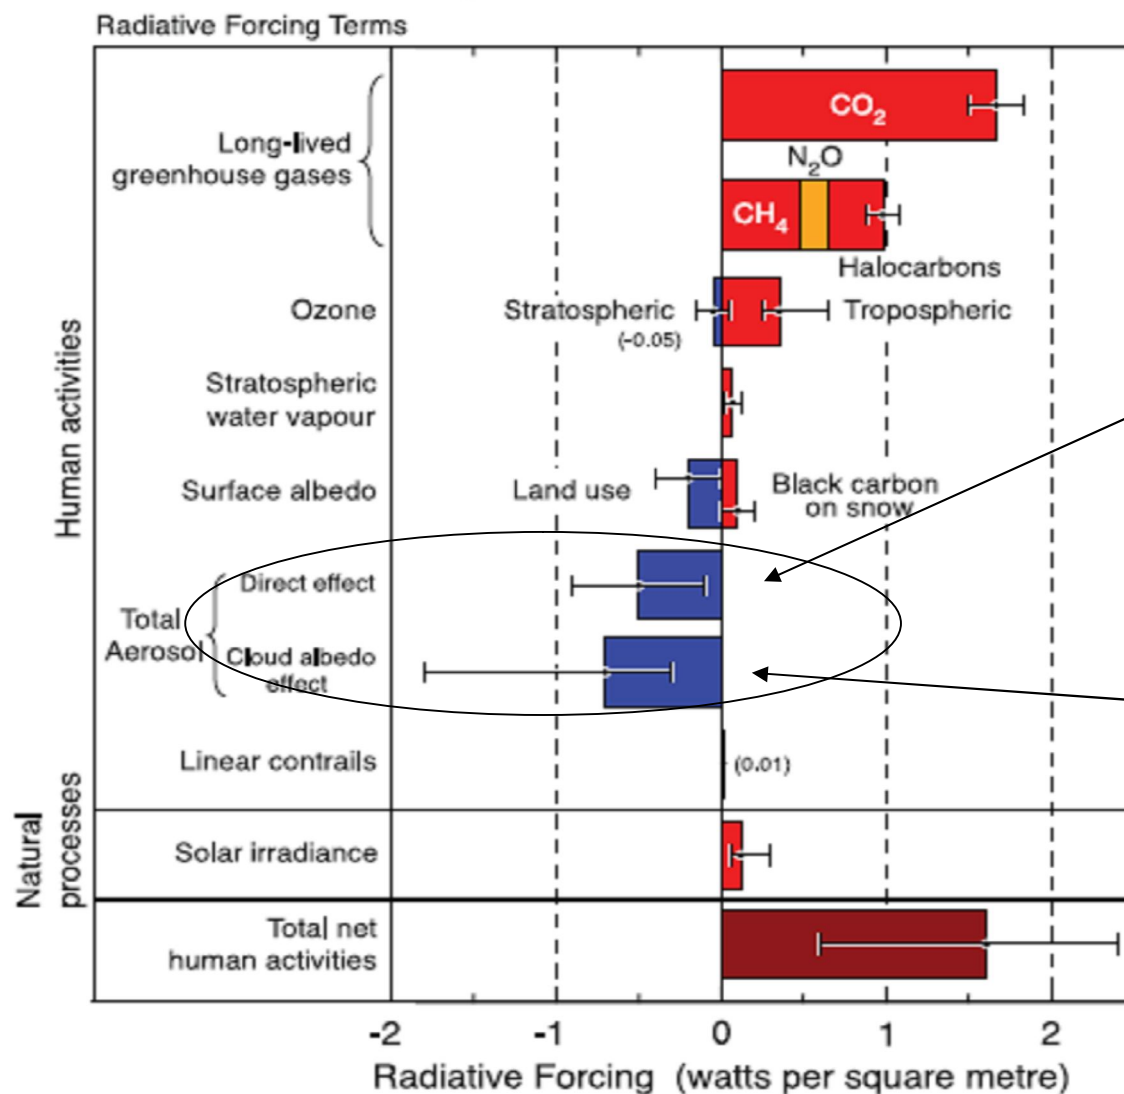 Radiative Forcing Terms
Human activities
Long-lived
greenhouse gases
CO₂
N₂O
CH₄
Halocarbons
Ozone
Stratospheric
(-0.05)
Tropospheric
Stratospheric
water vapour
Surface albedo
Land use
Black carbon
on snow
Total
Aerosol
Direct effect
Cloud albedo
effect
Linear contrails
(0.01)
Natural
processes
Solar irradiance
Total net
human activities
-2 -1 0 1 2
Radiative Forcing (watts per square metre)